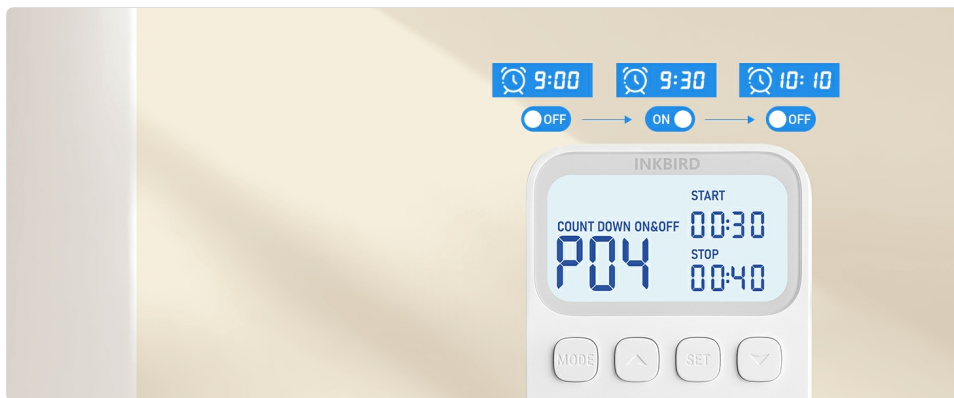 9:00 9:30 10:10
OFF ON OFF
INKBIRD
START
COUNT DOWN ON&OFF 00:30
P04
STOP
00:40
MODE SET